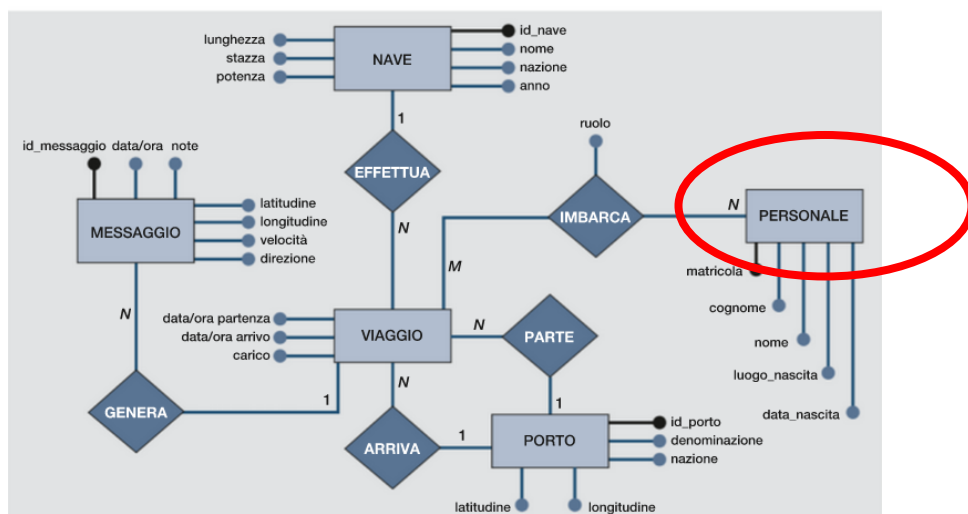 lunghezza
stazza
potenza
NAVE
id_nave
nome
nazione
anno
1
EFFETTUA
N
id_messaggio data/ora note
MESSAGGIO
latitudine
longitudine
velocità
direzione
N
GENERA
1
ruolo
IMBARCA
M
N
PERSONALE
matricola
cognome
nome
luogo_nascita
data_nascita
data/ora partenza
data/ora arrivo
carico
VIAGGIO
N
PARTE
1
N
ARRIVA
1
PORTO
id_porto
denominazione
nazione
latitudine
longitudine